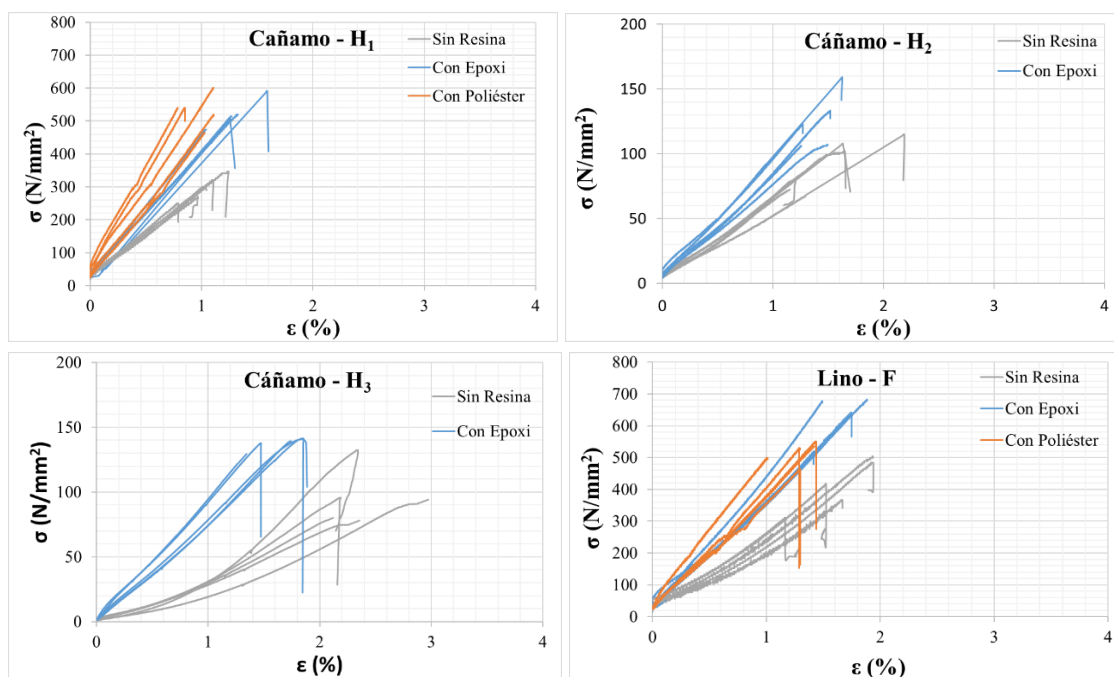 Cañamo - H1
Sin Resina
Con Epoxi
Con Poliéster
σ (N/mm²)
800
700
600
500
400
300
200
100
0
0 1 2 3 4
ε (%)
Cáñamo - H2
Sin Resina
Con Epoxi
σ (N/mm²)
200
150
100
50
0
0 1 2 3 4
ε (%)
Cáñamo - H3
Sin Resina
Con Epoxi
σ (N/mm²)
200
150
100
50
0
0 1 2 3 4
ε (%)
Lino - F
Sin Resina
Con Epoxi
Con Poliéster
σ (N/mm²)
800
700
600
500
400
300
200
100
0
0 1 2 3 4
ε (%)